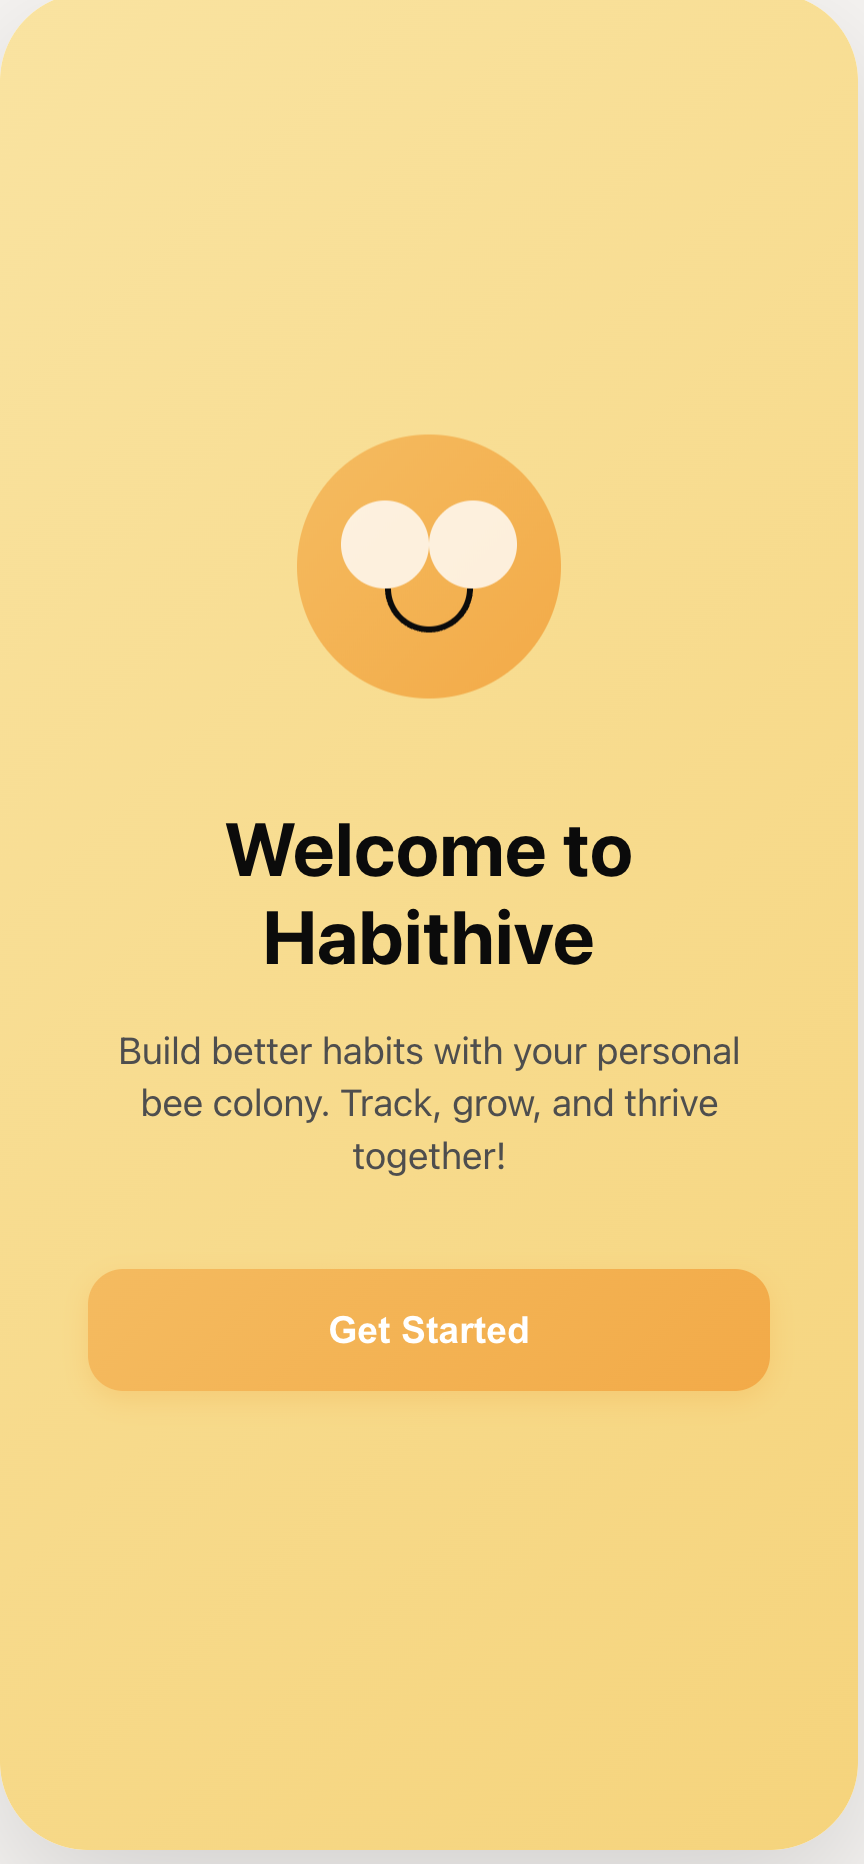 Welcome to
Habithive
Build better habits with your personal
bee colony. Track, grow, and thrive
together!
Get Started